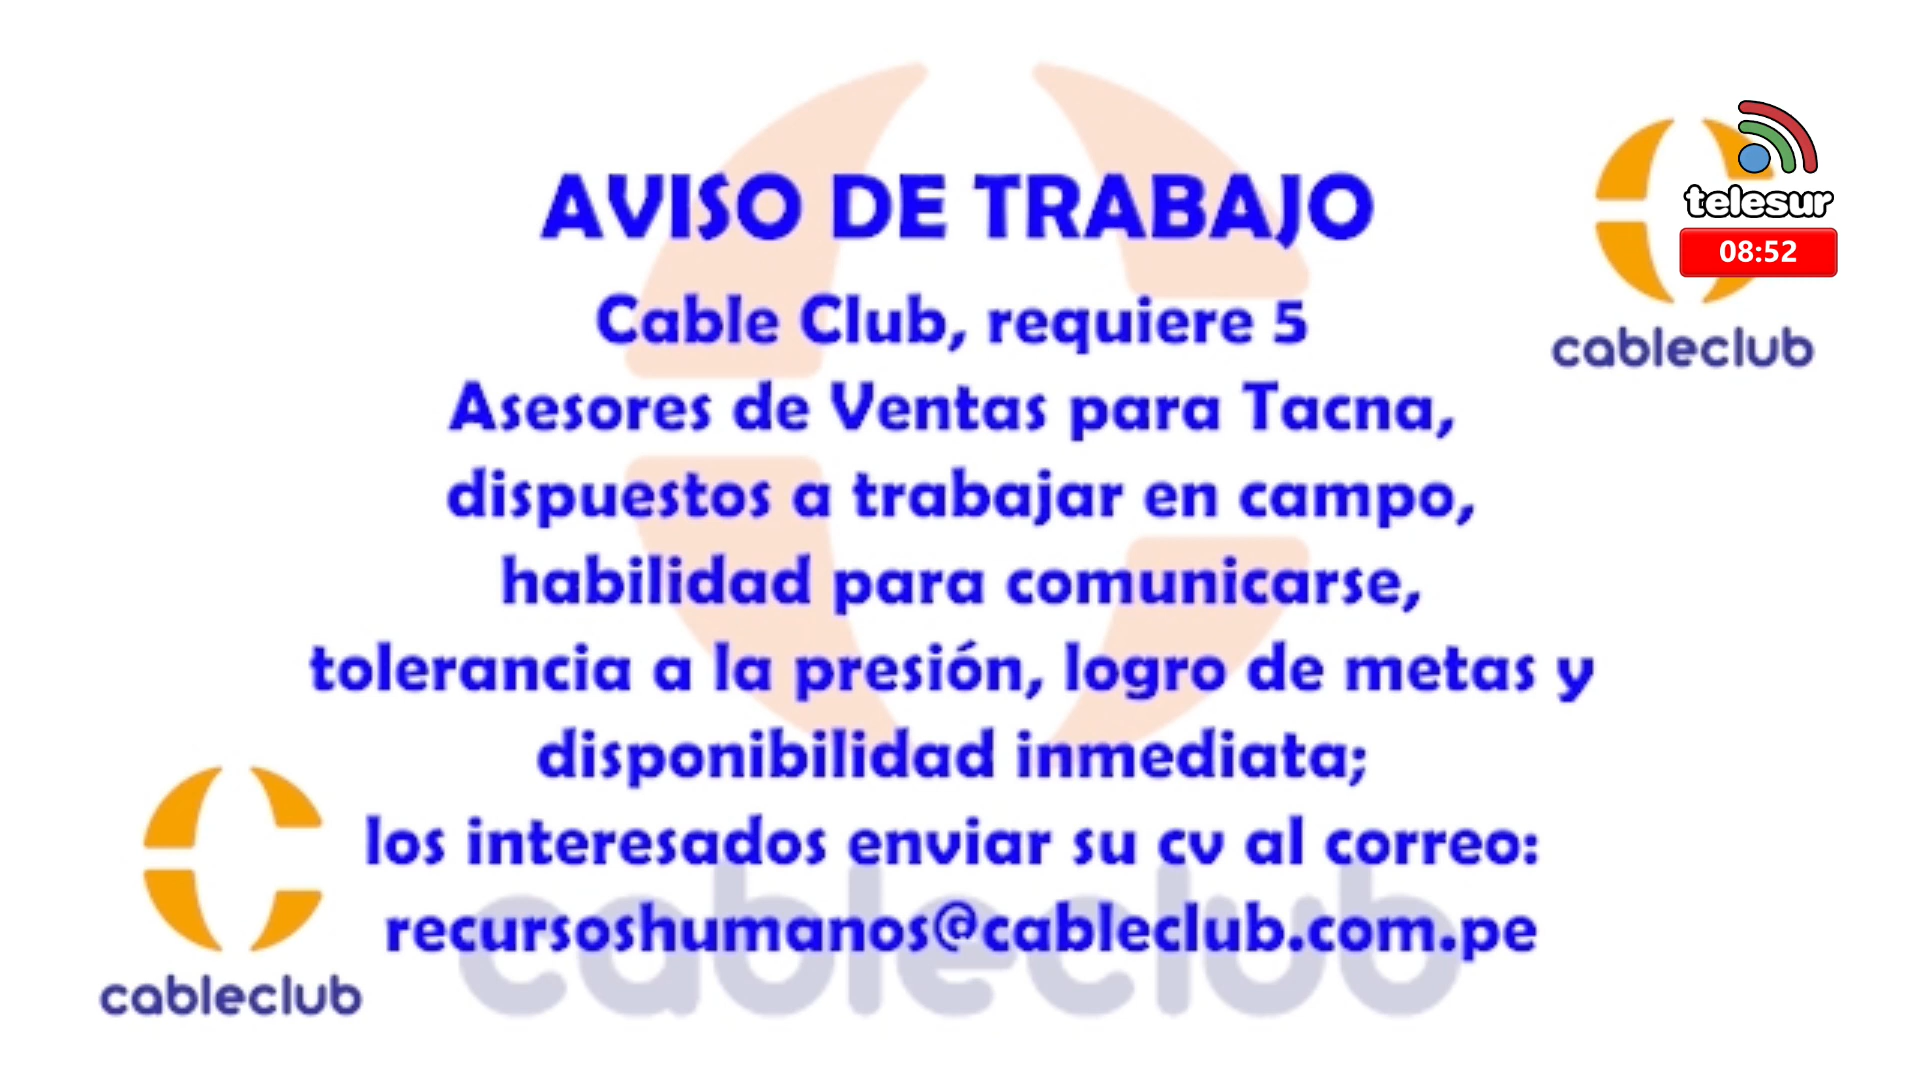 AVISO DE TRABAJO
Cable Club, requiere 5
Asesores de Ventas para Tacna,
dispuestos a trabajar en campo,
habilidad para comunicarse,
tolerancia a la presión, logro de metas y
disponibilidad inmediata;
los interesados enviar su cv al correo:
recursoshumanos@cableclub.com.pe
telesur
08:52
cableclub
cableclub
cableclub